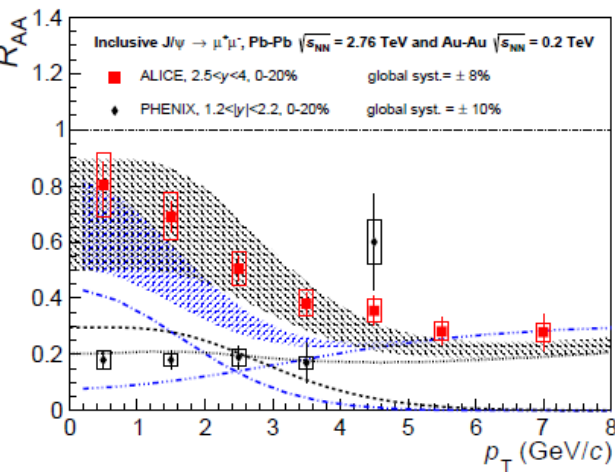 R_AA
Inclusive J/ψ → μ⁺μ⁻, Pb-Pb √s_NN = 2.76 TeV and Au-Au √s_NN = 0.2 TeV
ALICE, 2.5<y<4, 0-20% global syst.= ± 8%
PHENIX, 1.2<|y|<2.2, 0-20% global syst. = ± 10%
1.4
1.2
1
0.8
0.6
0.4
0.2
0
0 1 2 3 4 5 6 7 8
p_T (GeV/c)